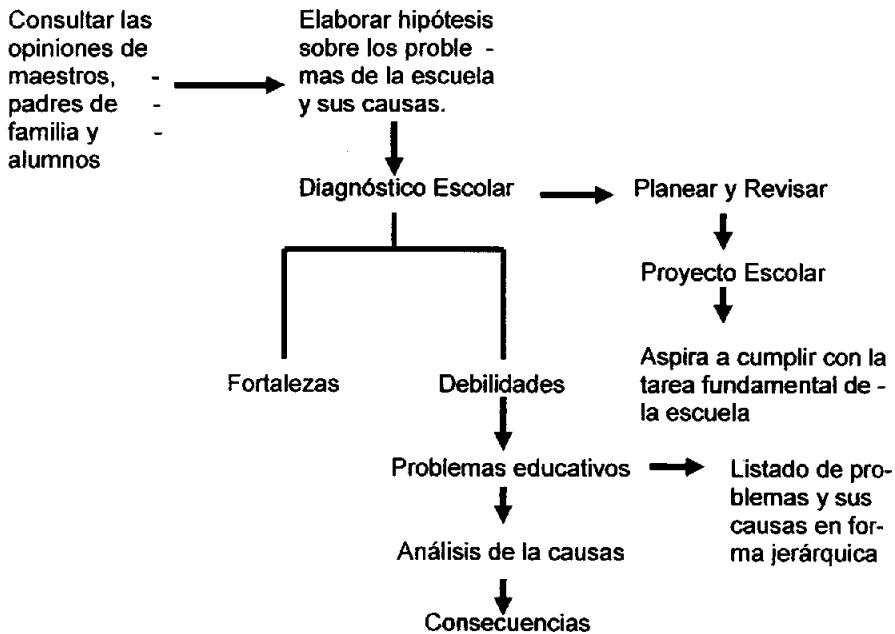 Consultar las
opiniones de
maestros, -
padres de -
familia y -
alumnos
Elaborar hipótesis
sobre los proble -
mas de la escuela
y sus causas.
Diagnóstico Escolar
Planear y Revisar
Proyecto Escolar
Aspira a cumplir con la
tarea fundamental de -
la escuela
Fortalezas
Debilidades
Problemas educativos
Listado de pro-
blemas y sus
causas en for-
ma jerárquica
Análisis de la causas
Consecuencias